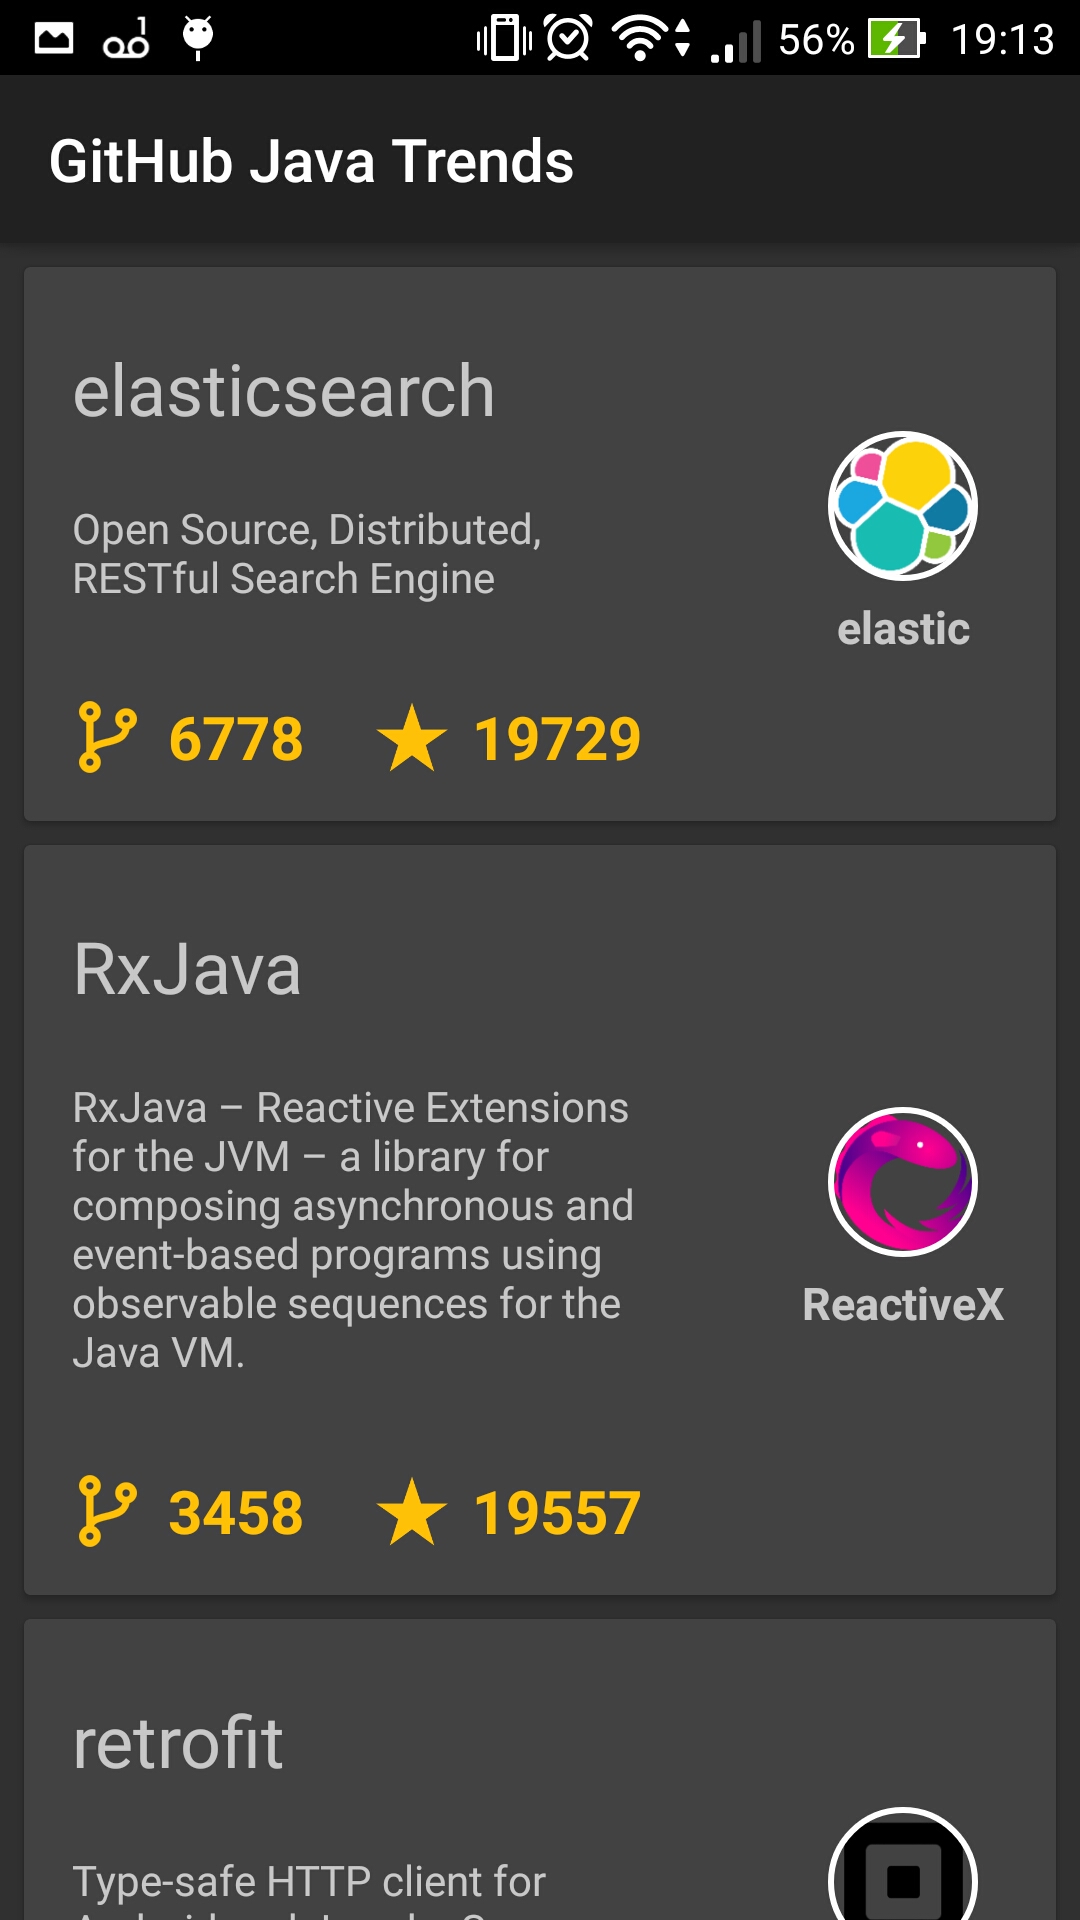 56% 19:13
GitHub Java Trends
elasticsearch
Open Source, Distributed,
RESTful Search Engine
elastic
6778 19729
RxJava
RxJava – Reactive Extensions
for the JVM – a library for
composing asynchronous and
event-based programs using
observable sequences for the
Java VM.
ReactiveX
3458 19557
retrofit
Type-safe HTTP client for